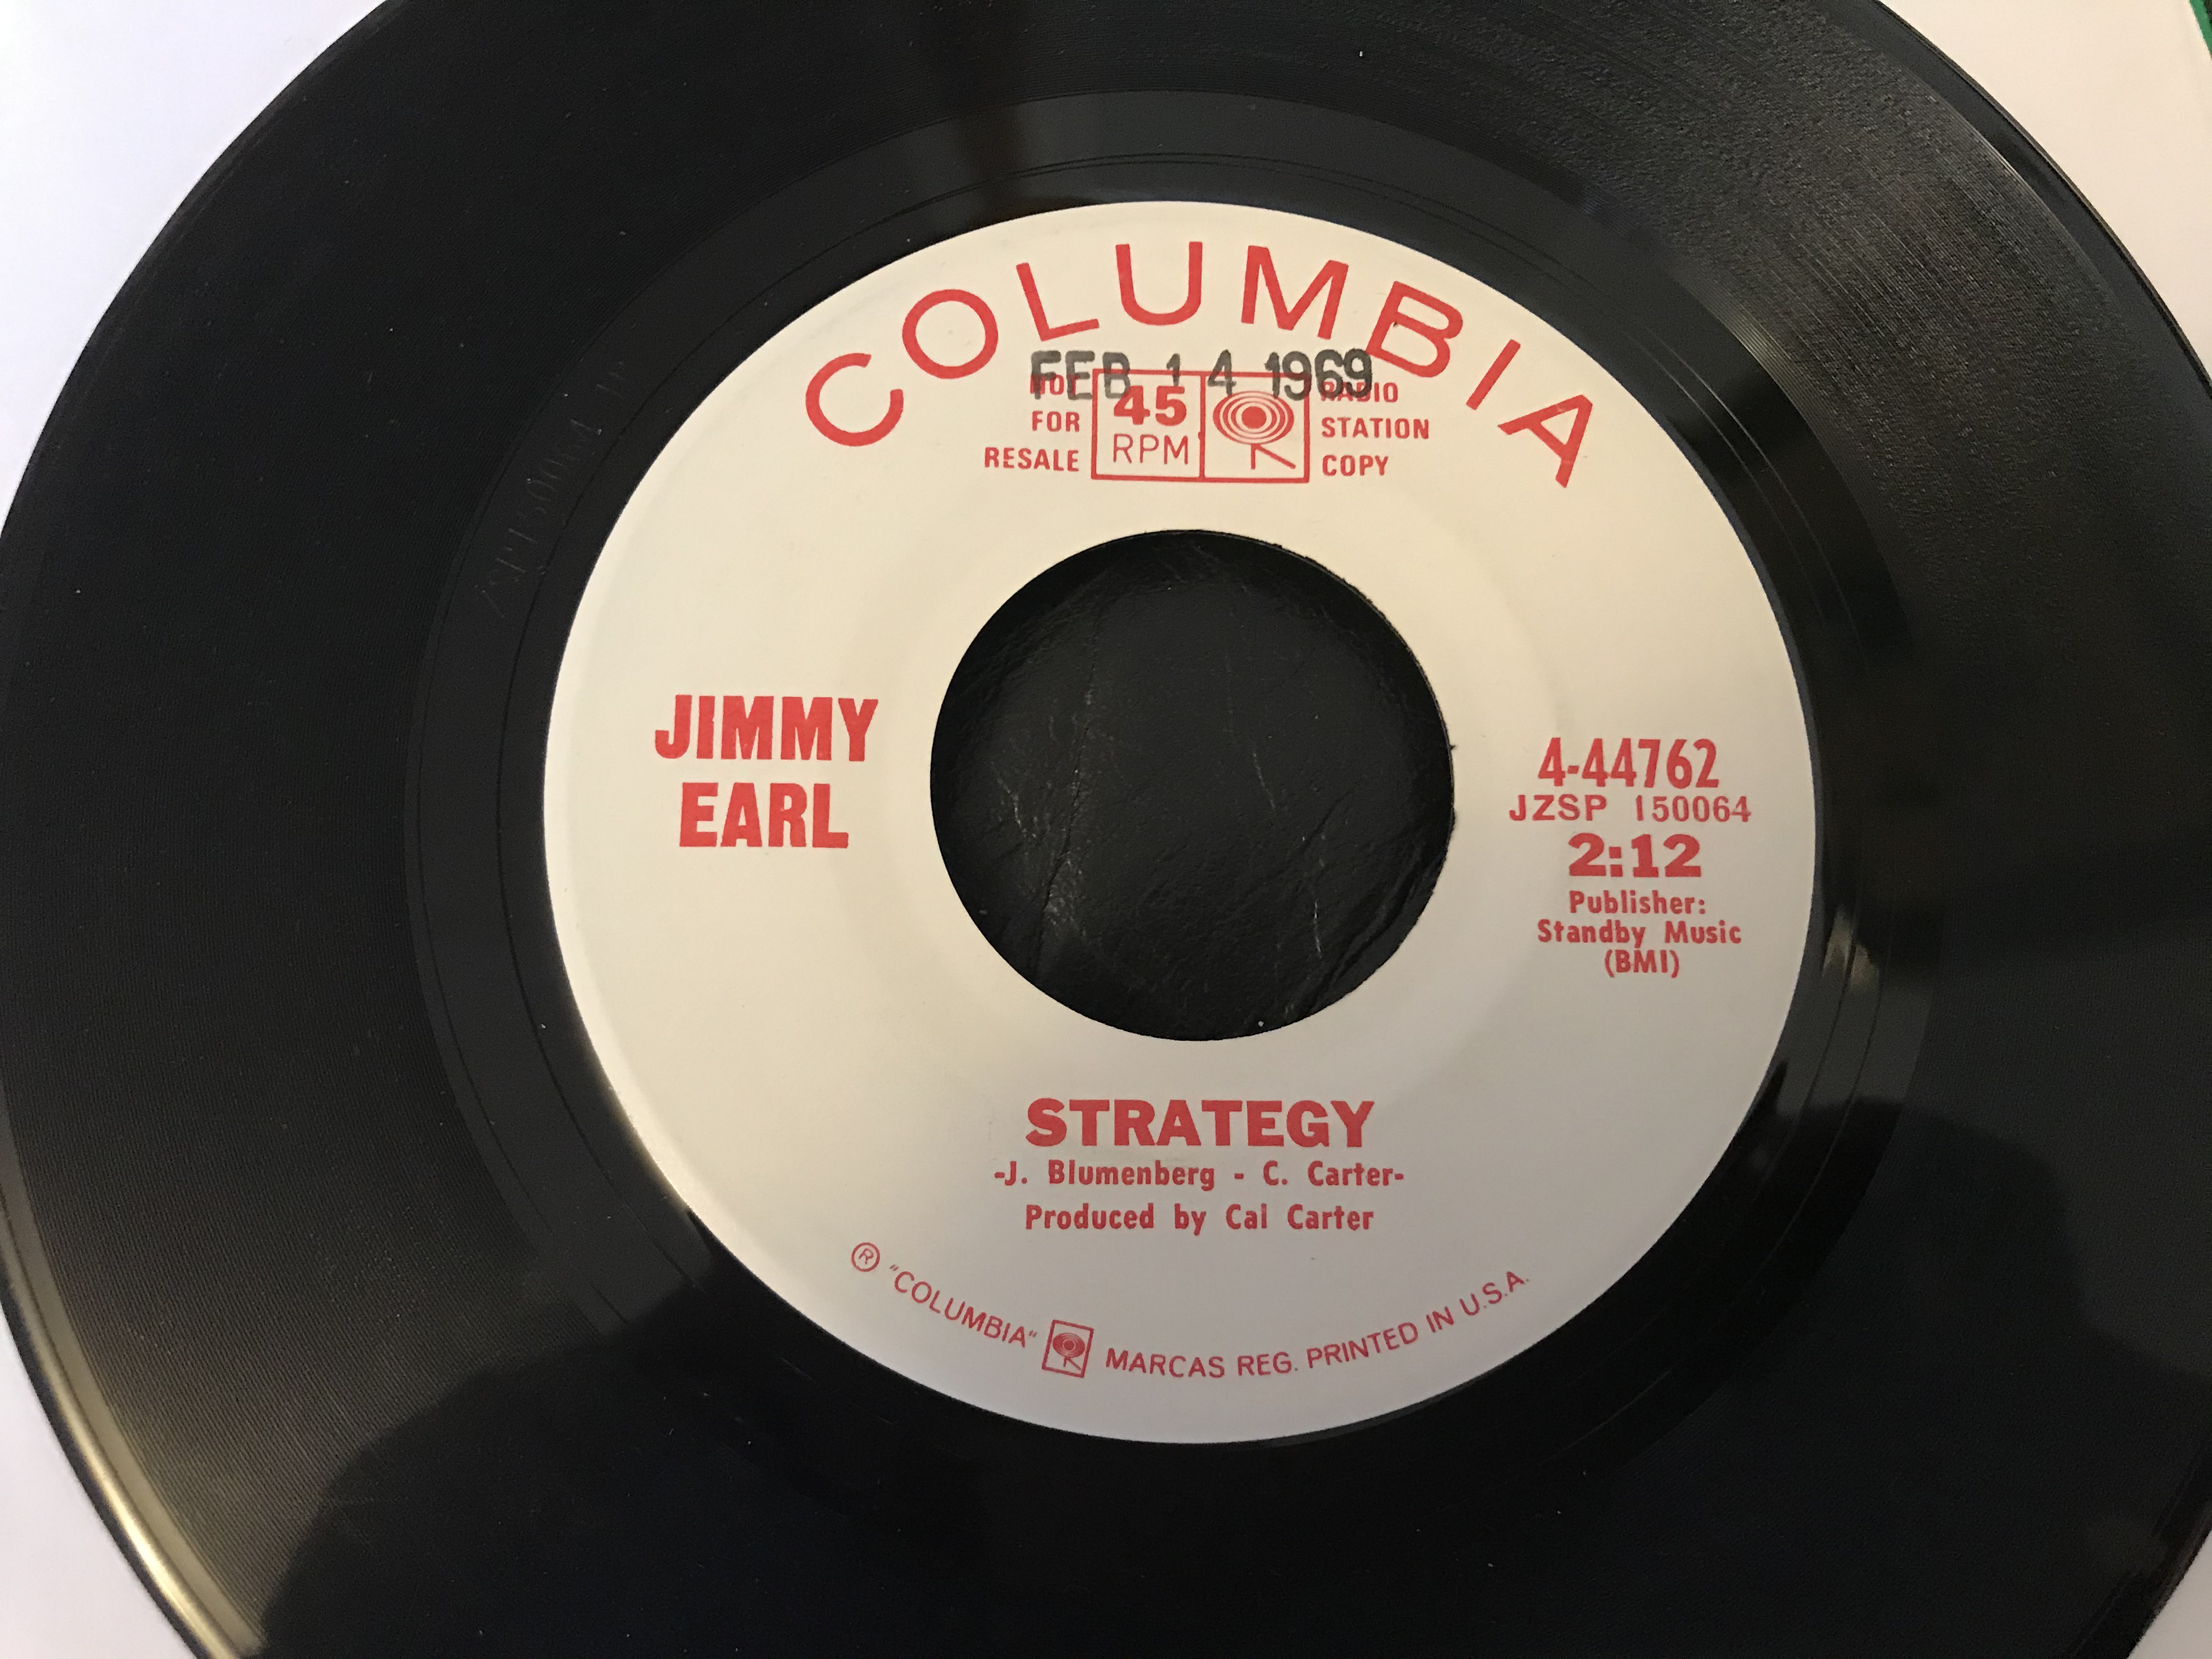 COLUMBIA
FEB 14 1969
NOT
FOR
RESALE
45
RPM
RADIO
STATION
COPY
JIMMY
EARL
4-44762
JZSP 150064
2:12
Publisher:
Standby Music
(BMI)
STRATEGY
-J. Blumenberg - C. Carter-
Produced by Cal Carter
® "COLUMBIA" MARCAS REG. PRINTED IN U.S.A.